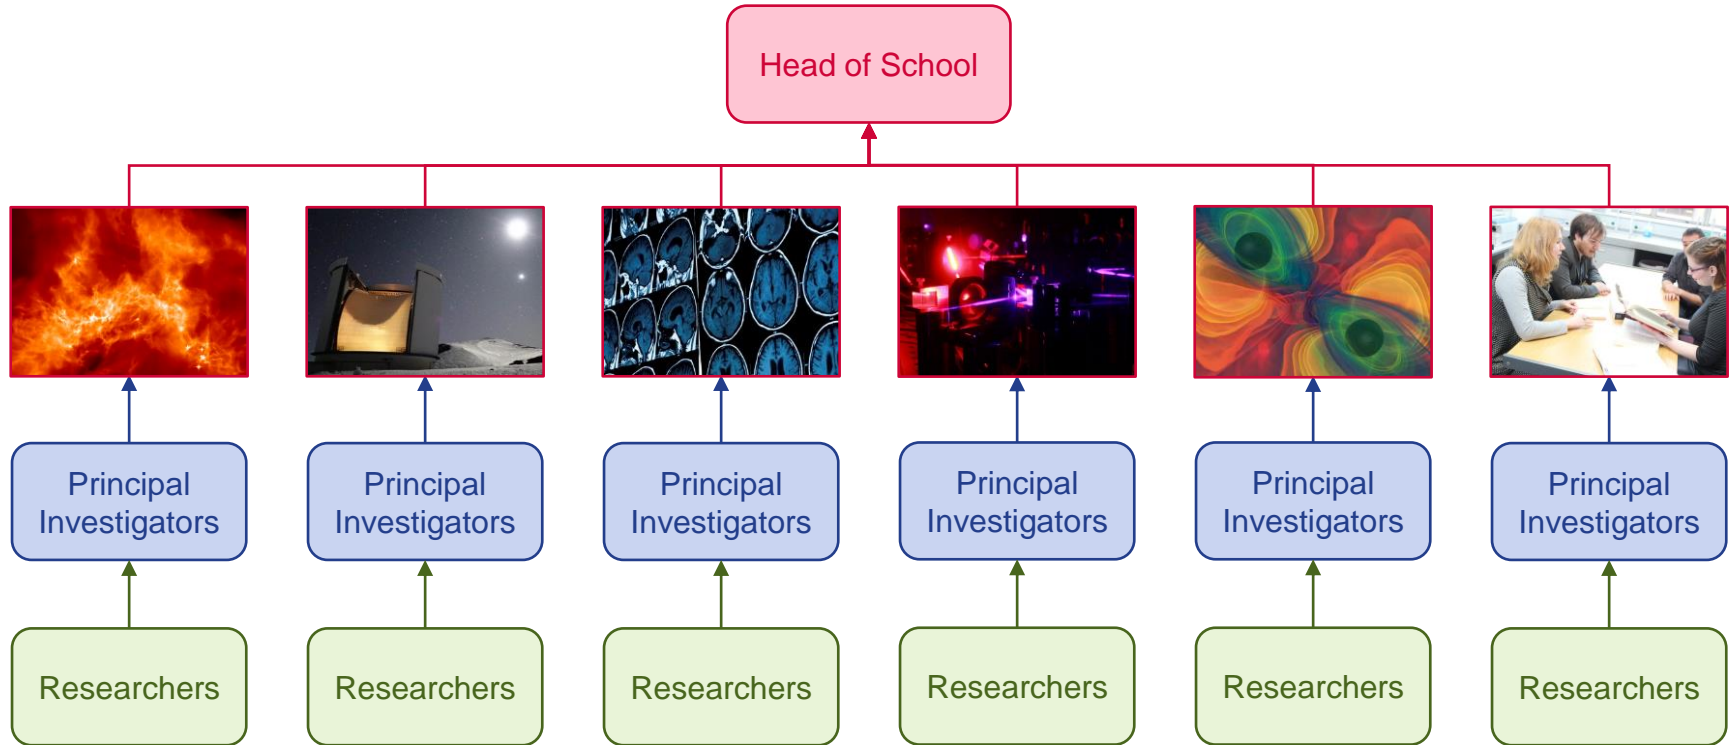 Head of School
Principal
Investigators
Principal
Investigators
Principal
Investigators
Principal
Investigators
Principal
Investigators
Principal
Investigators
Researchers
Researchers
Researchers
Researchers
Researchers
Researchers